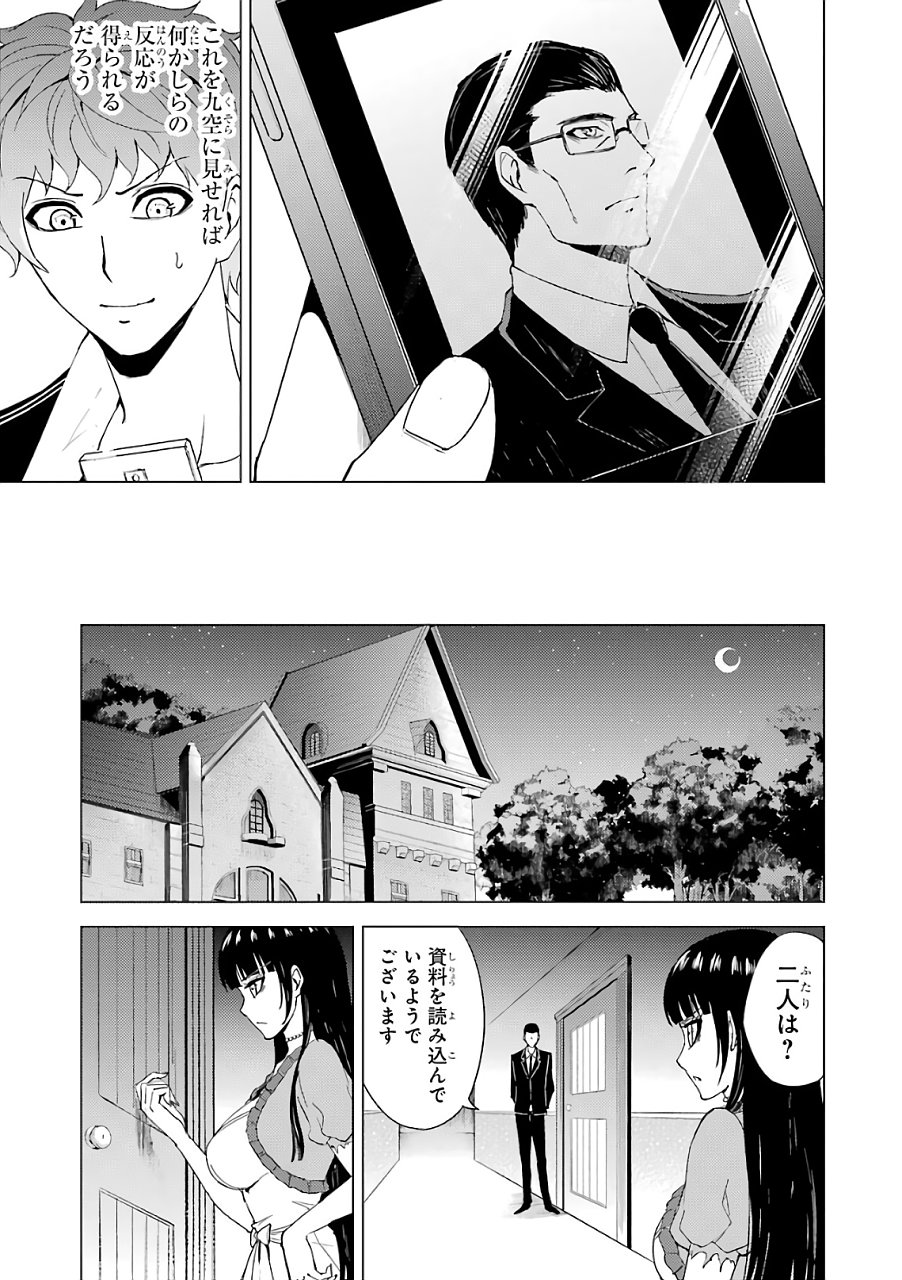 これを九空に見せれば
何かしらの
反応が
得られる
だろう
二人は？
資料を読み込んで
いるようで
ございます